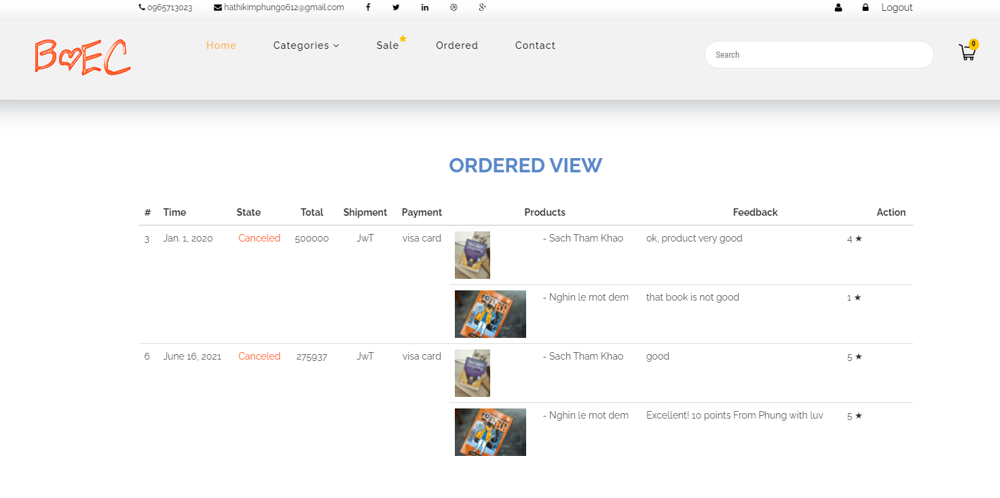 0965713023 hathikimphung0612@gmail.com Logout
BOEC
Home Categories Sale Ordered Contact
Search
0
ORDERED VIEW
# Time State Total Shipment Payment Products Feedback Action
3 Jan. 1, 2020 Canceled 500000 JwT visa card - Sach Tham Khao ok, product very good 4 ★
- Nghin le mot dem that book is not good 1 ★
6 June 16, 2021 Canceled 275937 JwT visa card - Sach Tham Khao good 5 ★
- Nghin le mot dem Excellent! 10 points From Phung with luv 5 ★